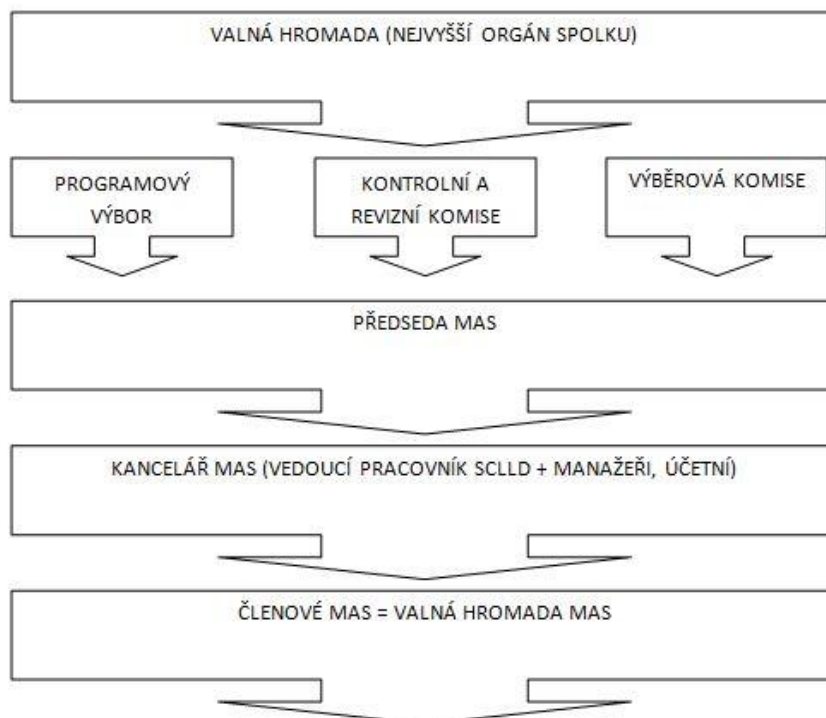 VALNÁ HROMADA (NEJVYŠŠÍ ORGÁN SPOLKU)
PROGRAMOVÝ
VÝBOR
KONTROLNÍ A
REVIZNÍ KOMISE
VÝBĚROVÁ KOMISE
PŘEDSEDA MAS
KANCELÁŘ MAS (VEDOUCÍ PRACOVNÍK SCLLD + MANAŽEŘI, ÚČETNÍ)
ČLENOVÉ MAS = VALNÁ HROMADA MAS